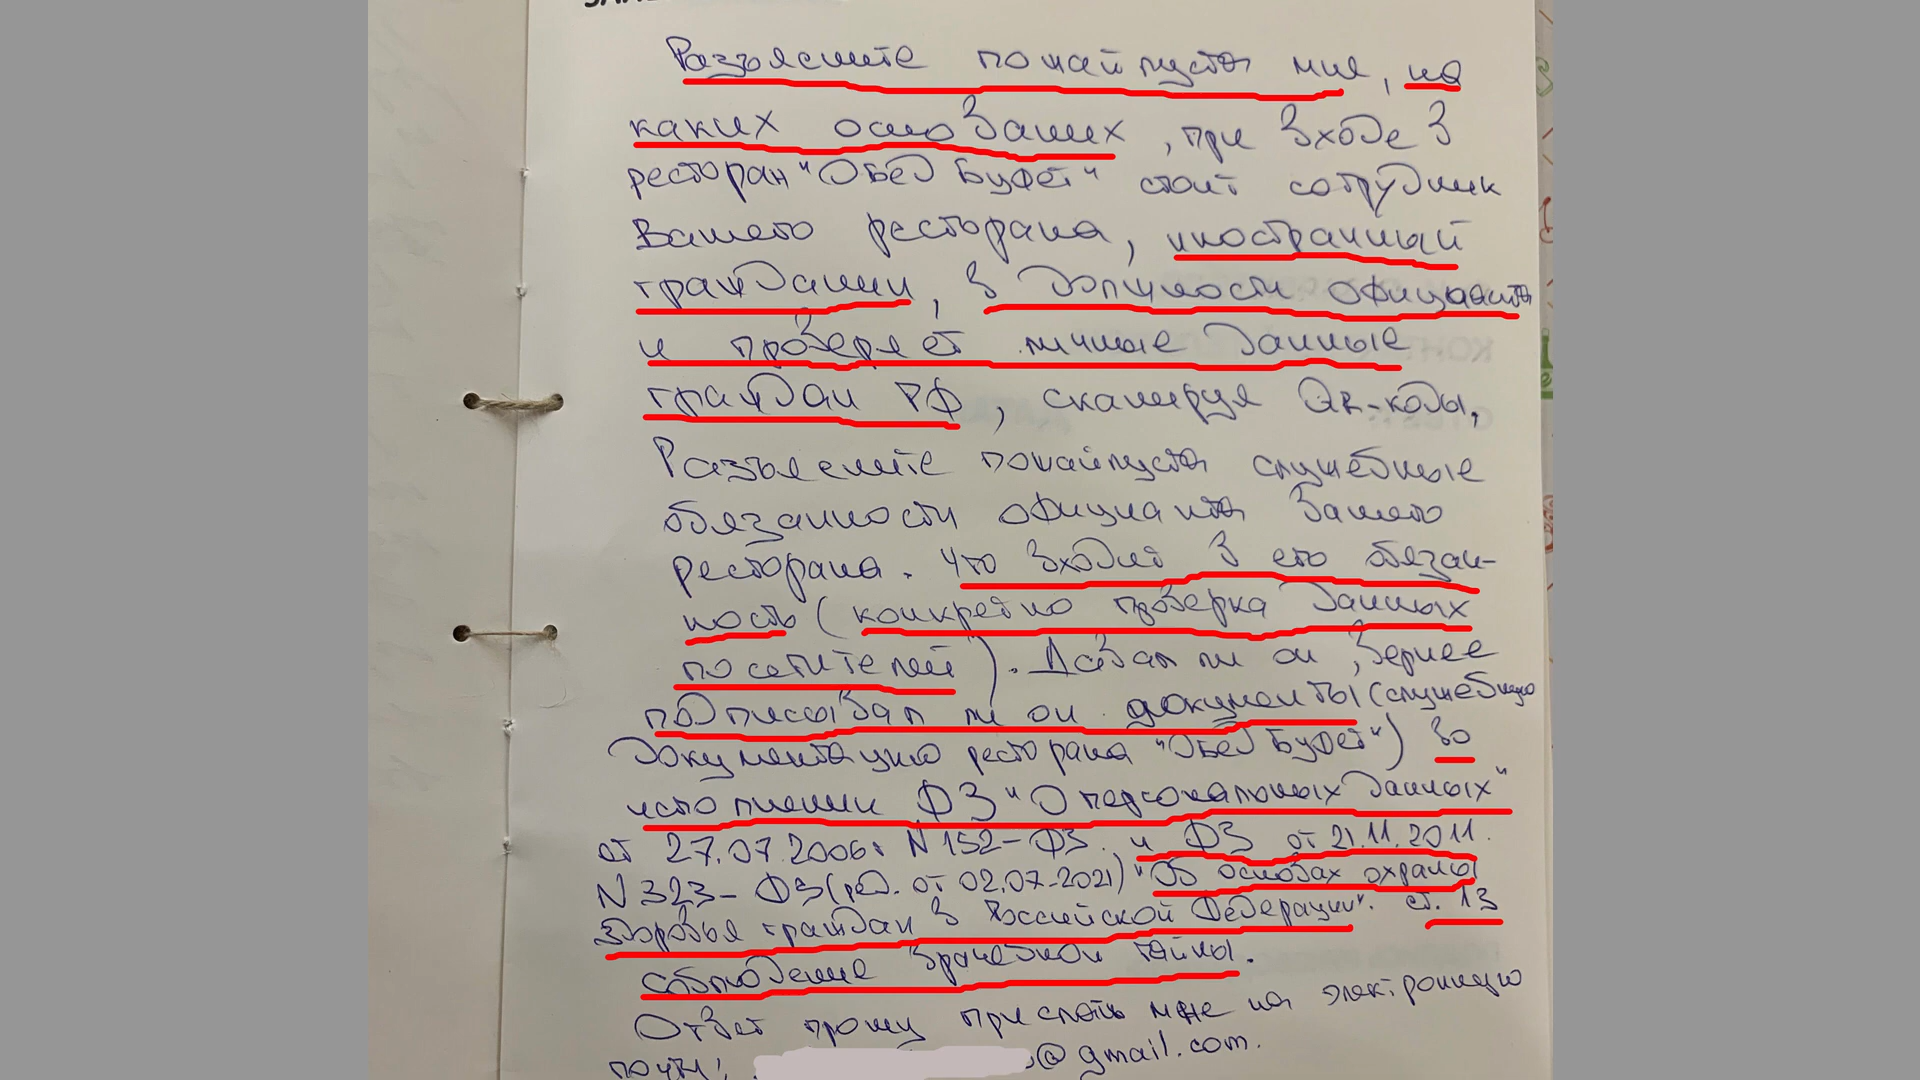 Разъясните пожайлуста мне, на
каких основаниях, при входе в
ресторан "Обед Буфет" стоит сотрудник
Вашего ресторана, иностранный
гражданин, в должности официанта
и проверяет личные данные
граждан РФ, сканируя QR-коды,
Разъясните пожайлуста служебные
обязанности официанта Вашего
ресторана. Что входит в его обязан-
ность (конкретно проверка данных
посетителей). Давал ли он, вернее
подписывал ли он документы (служебную
документацию ресторана "Обед Буфет") во
исполнении ФЗ "О персональных данных"
от 27.07.2006г N 152-ФЗ. и ФЗ от 21.11.2011.
N 323-ФЗ (ред. от 02.07.2021) "Об основах охраны
здоровья граждан в Российской Федерации". ст. 13
соблюдение врачебной тайны.
Ответ прошу прислать мне на электронную
почту: @gmail.com.